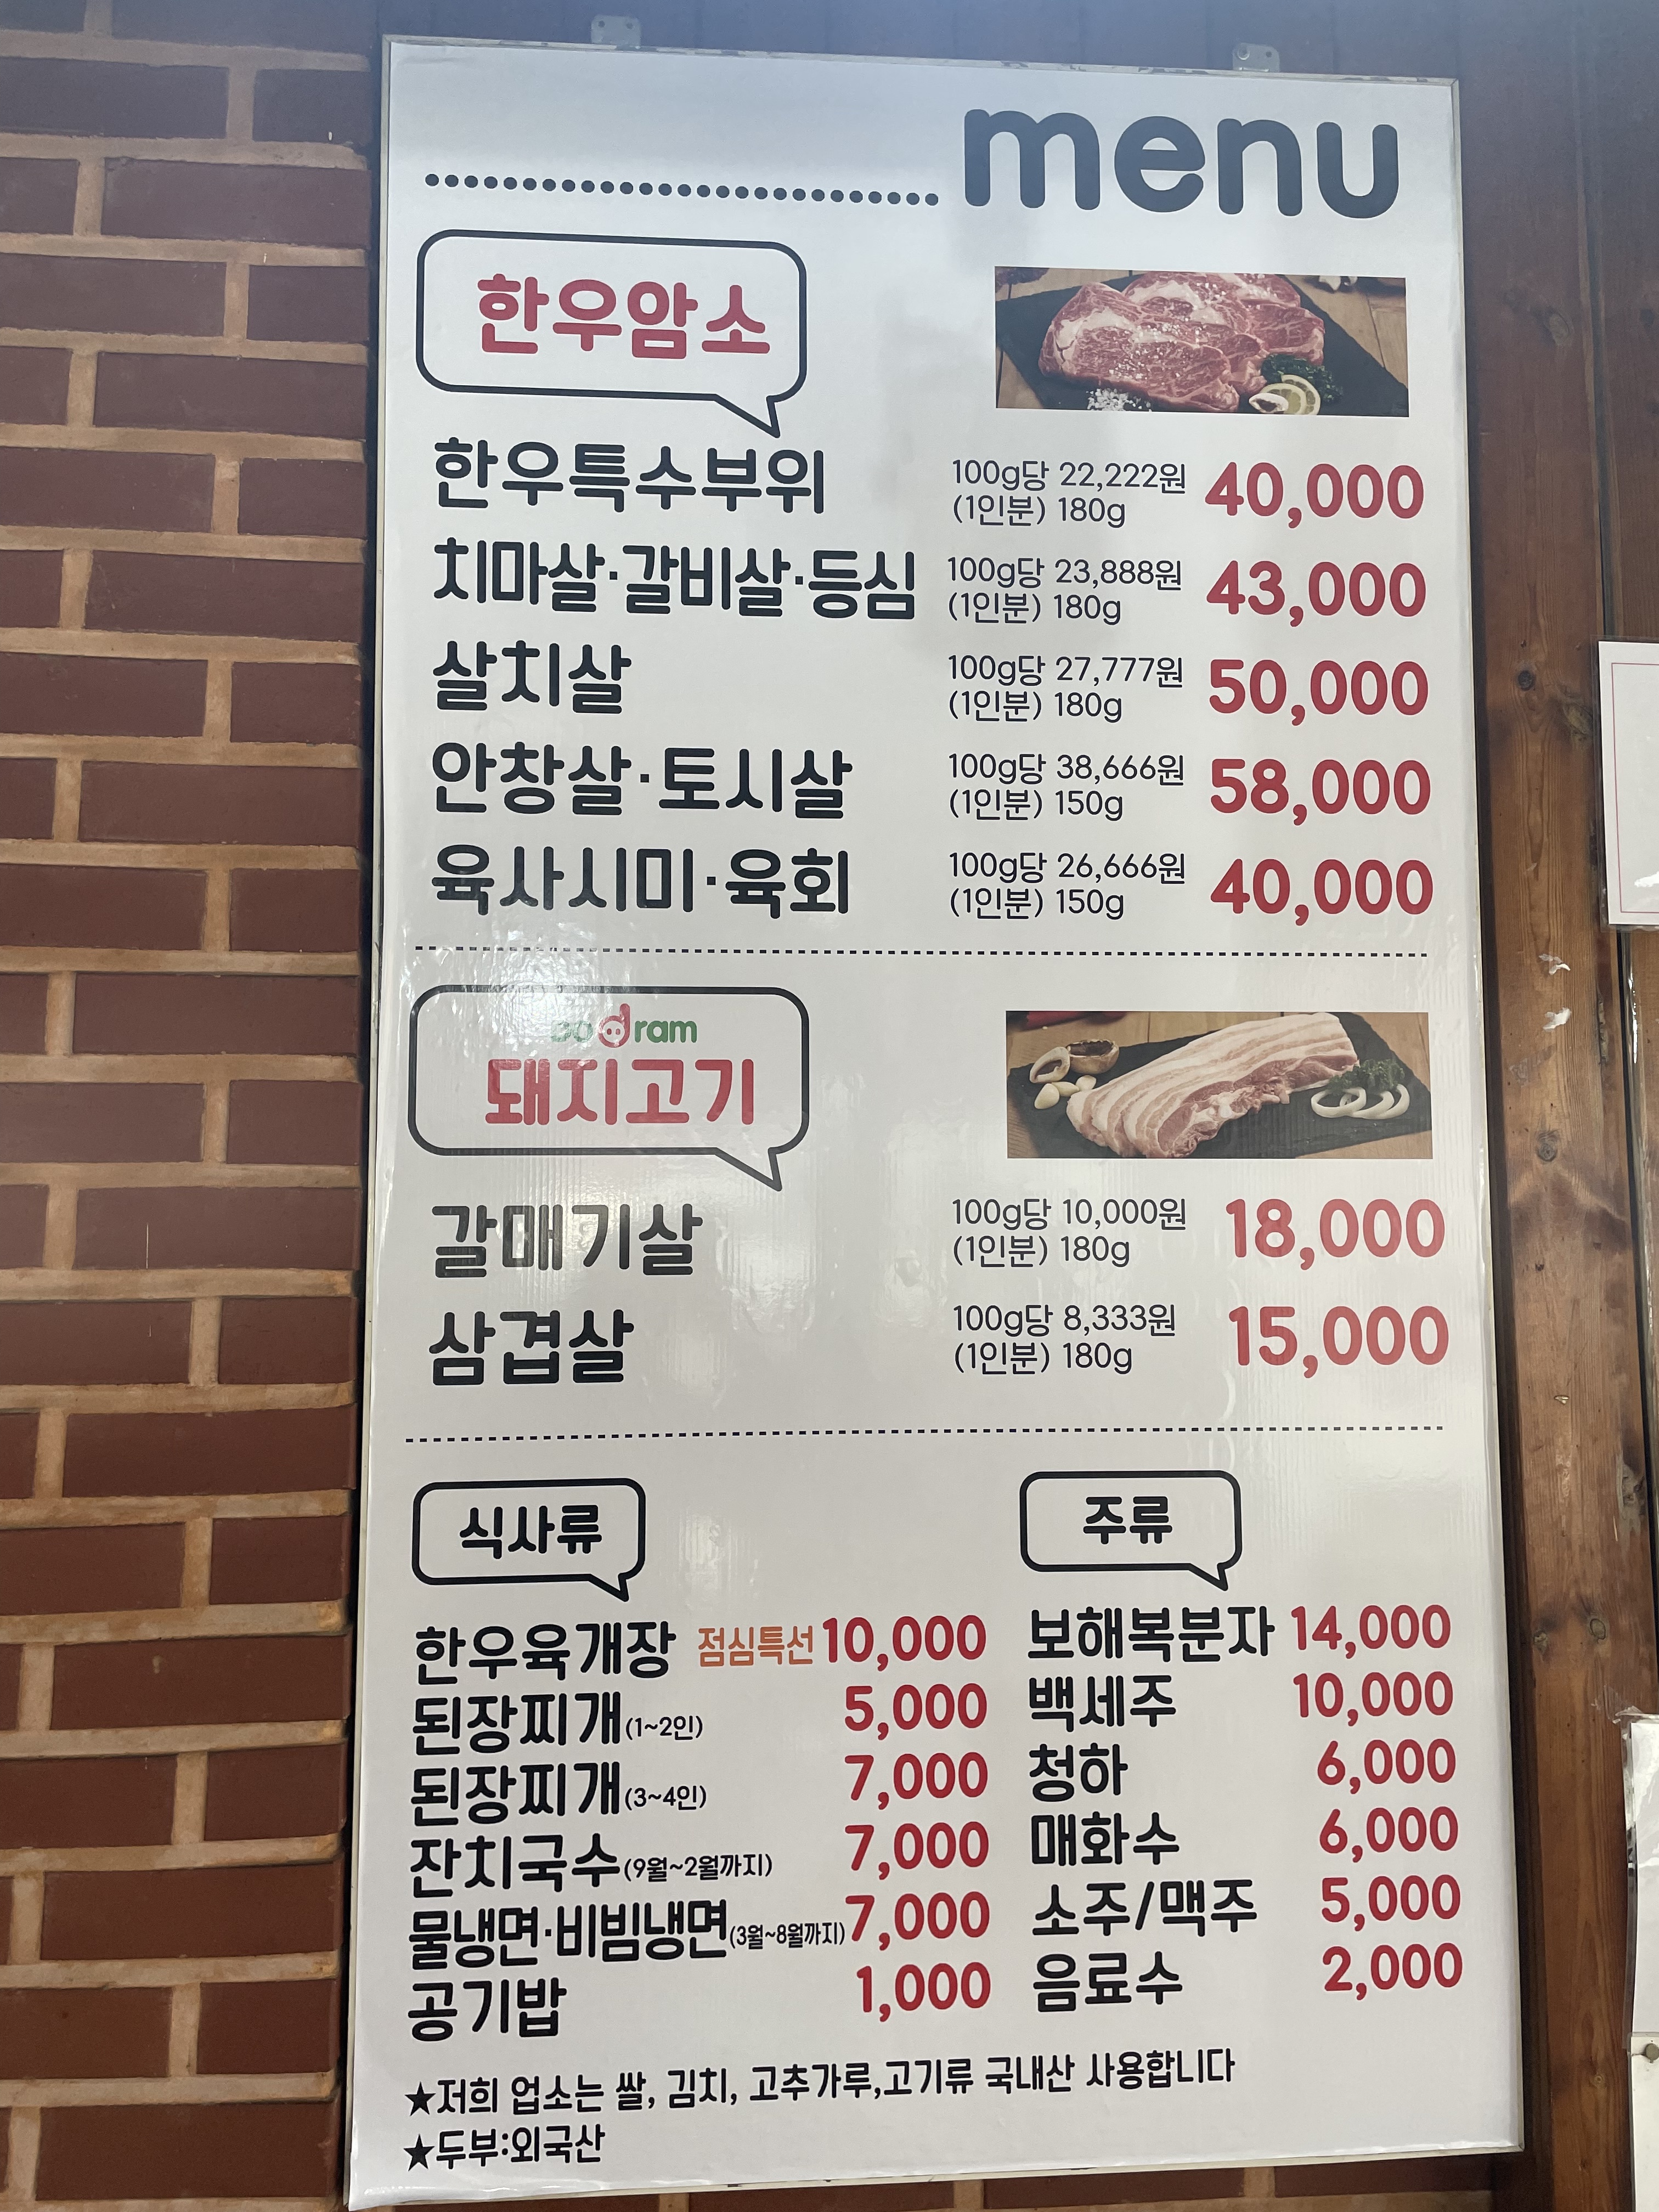 menu
한우암소
한우특수부위 100g당 22,222원 (1인분) 180g 40,000
치마살·갈비살·등심 100g당 23,888원 (1인분) 180g 43,000
살치살 100g당 27,777원 (1인분) 180g 50,000
안창살·토시살 100g당 38,666원 (1인분) 150g 58,000
육사시미·육회 100g당 26,666원 (1인분) 150g 40,000
돼지고기
갈매기살 100g당 10,000원 (1인분) 180g 18,000
삼겹살 100g당 8,333원 (1인분) 180g 15,000
식사류
한우육개장 점심특선 10,000
된장찌개(1~2인) 5,000
된장찌개(3~4인) 7,000
잔치국수(9월~2월까지) 7,000
물냉면·비빔냉면(3월~8월까지) 7,000
공기밥 1,000
주류
보해복분자 14,000
백세주 10,000
청하 6,000
매화수 6,000
소주/맥주 5,000
음료수 2,000
★저희 업소는 쌀, 김치, 고추가루,고기류 국내산 사용합니다
★두부:외국산